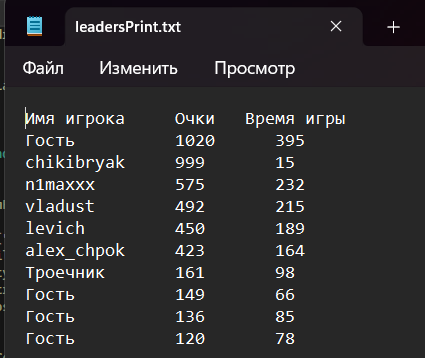 leadersPrint.txt
Файл Изменить Просмотр
Имя игрока Очки Время игры
Гость 1020 395
chikibryak 999 15
n1maxxx 575 232
vladust 492 215
levich 450 189
alex_chpok 423 164
Троечник 161 98
Гость 149 66
Гость 136 85
Гость 120 78